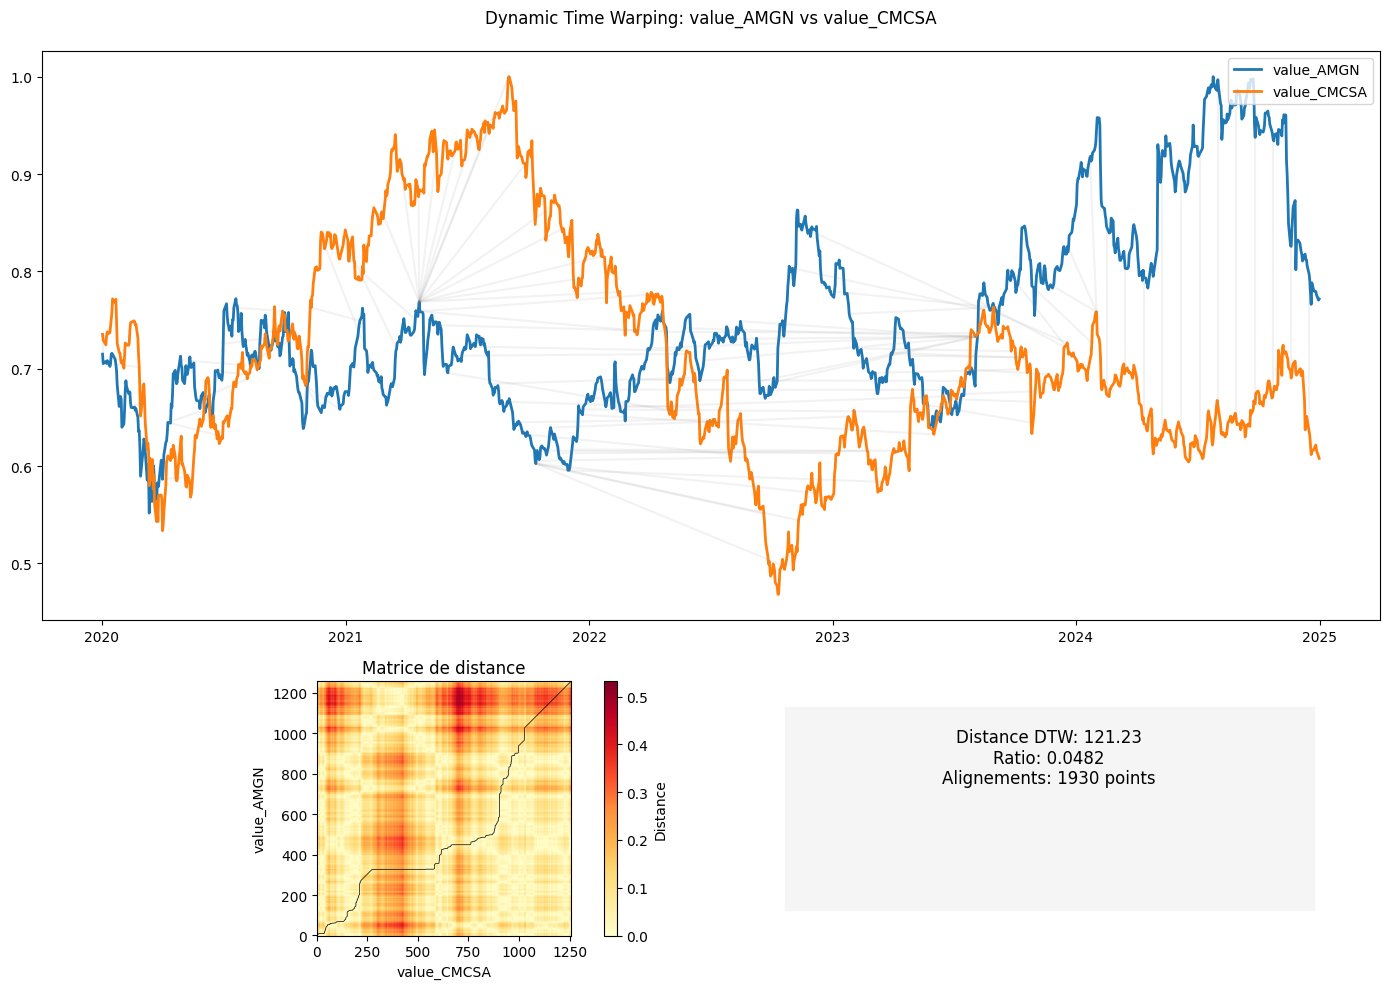 Dynamic Time Warping: value_AMGN vs value_CMCSA
value_AMGN
value_CMCSA
1.0
0.9
0.8
0.7
0.6
0.5
2020 2021 2022 2023 2024 2025
Matrice de distance
value_AMGN
1200
1000
800
600
400
200
0
0 250 500 750 1000 1250
value_CMCSA
0.5
0.4
0.3
0.2
0.1
0.0
Distance
Distance DTW: 121.23
Ratio: 0.0482
Alignements: 1930 points